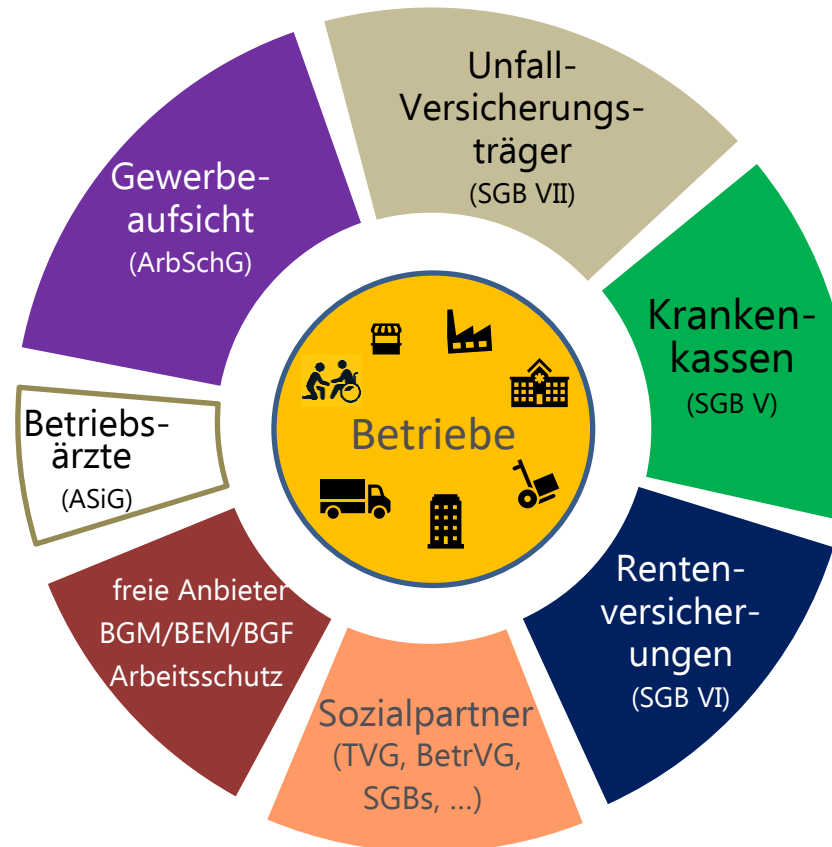 Unfall-
Versicherungs-
träger
(SGB VII)
Kranken-
kassen
(SGB V)
Renten-
versicher-
ungen
(SGB VI)
Sozialpartner
(TVG, BetrVG,
SGBs, ...)
freie Anbieter
BGM/BEM/BGF
Arbeitsschutz
Betriebs-
ärzte
(ASiG)
Gewerbe-
aufsicht
(ArbSchG)
Betriebe